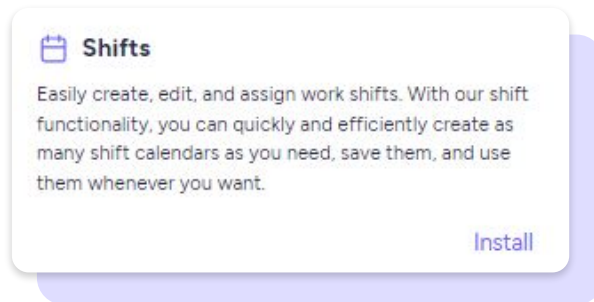 Shifts
Easily create, edit, and assign work shifts. With our shift
functionality, you can quickly and efficiently create as
many shift calendars as you need, save them, and use
them whenever you want.
Install